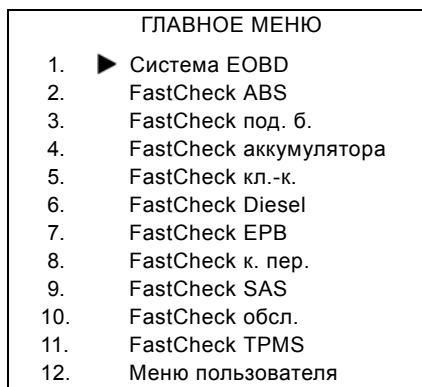 ГЛАВНОЕ МЕНЮ
1. ▶ Система EOBD
2. FastCheck ABS
3. FastCheck под. б.
4. FastCheck аккумулятора
5. FastCheck кл.-к.
6. FastCheck Diesel
7. FastCheck EPB
8. FastCheck к. пер.
9. FastCheck SAS
10. FastCheck обсл.
11. FastCheck TPMS
12. Меню пользователя